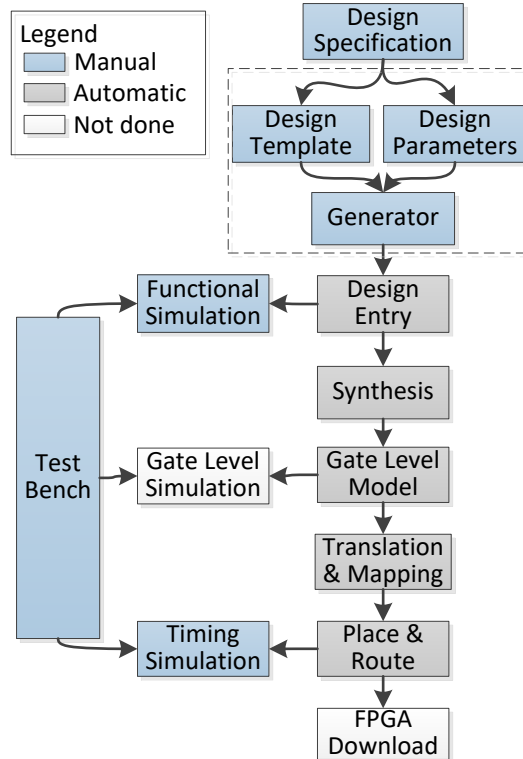 Legend
Manual
Automatic
Not done
Design
Specification
Design
Template
Design
Parameters
Generator
Functional
Simulation
Design
Entry
Synthesis
Test
Bench
Gate Level
Simulation
Gate Level
Model
Translation
& Mapping
Timing
Simulation
Place &
Route
FPGA
Download